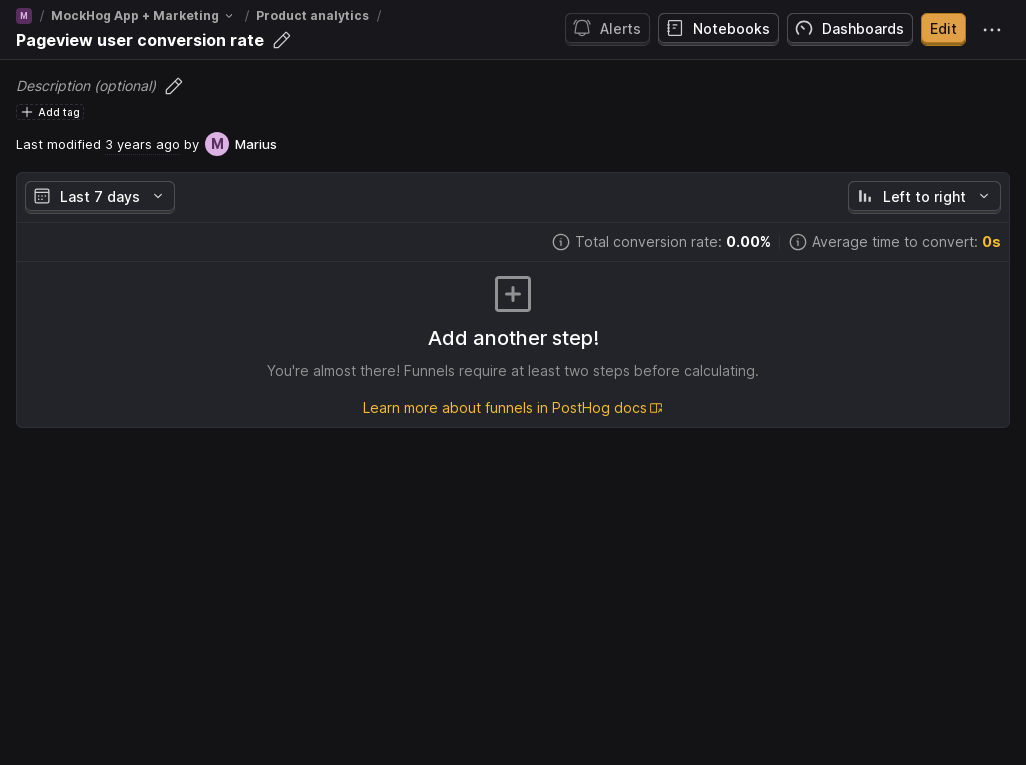 M / MockHog App + Marketing / Product analytics /
Pageview user conversion rate
Alerts Notebooks Dashboards Edit
Description (optional)
Add tag
Last modified 3 years ago by M Marius
Last 7 days Left to right
Total conversion rate: 0.00% Average time to convert: 0s
Add another step!
You're almost there! Funnels require at least two steps before calculating.
Learn more about funnels in PostHog docs